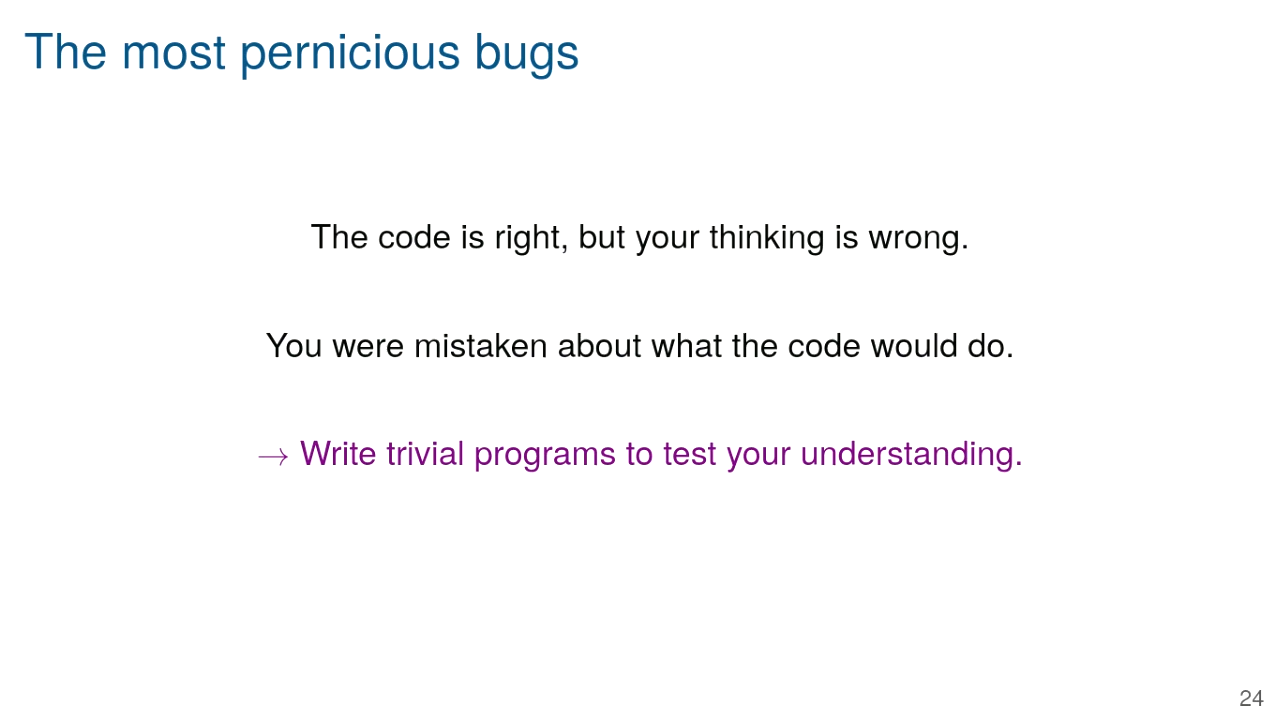 The most pernicious bugs
The code is right, but your thinking is wrong.
You were mistaken about what the code would do.
→ Write trivial programs to test your understanding.
24